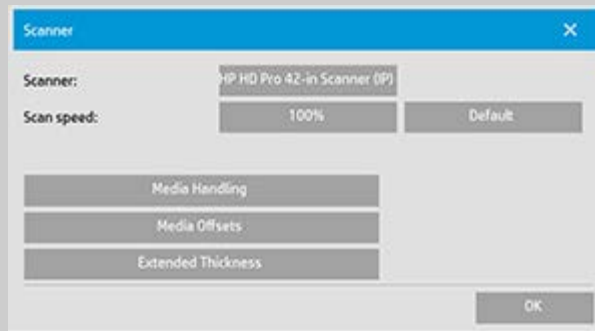 Scanner
Scanner: HP HD Pro 42-in Scanner (IP)
Scan speed: 100% Default
Media Handling
Media Offsets
Extended Thickness
OK